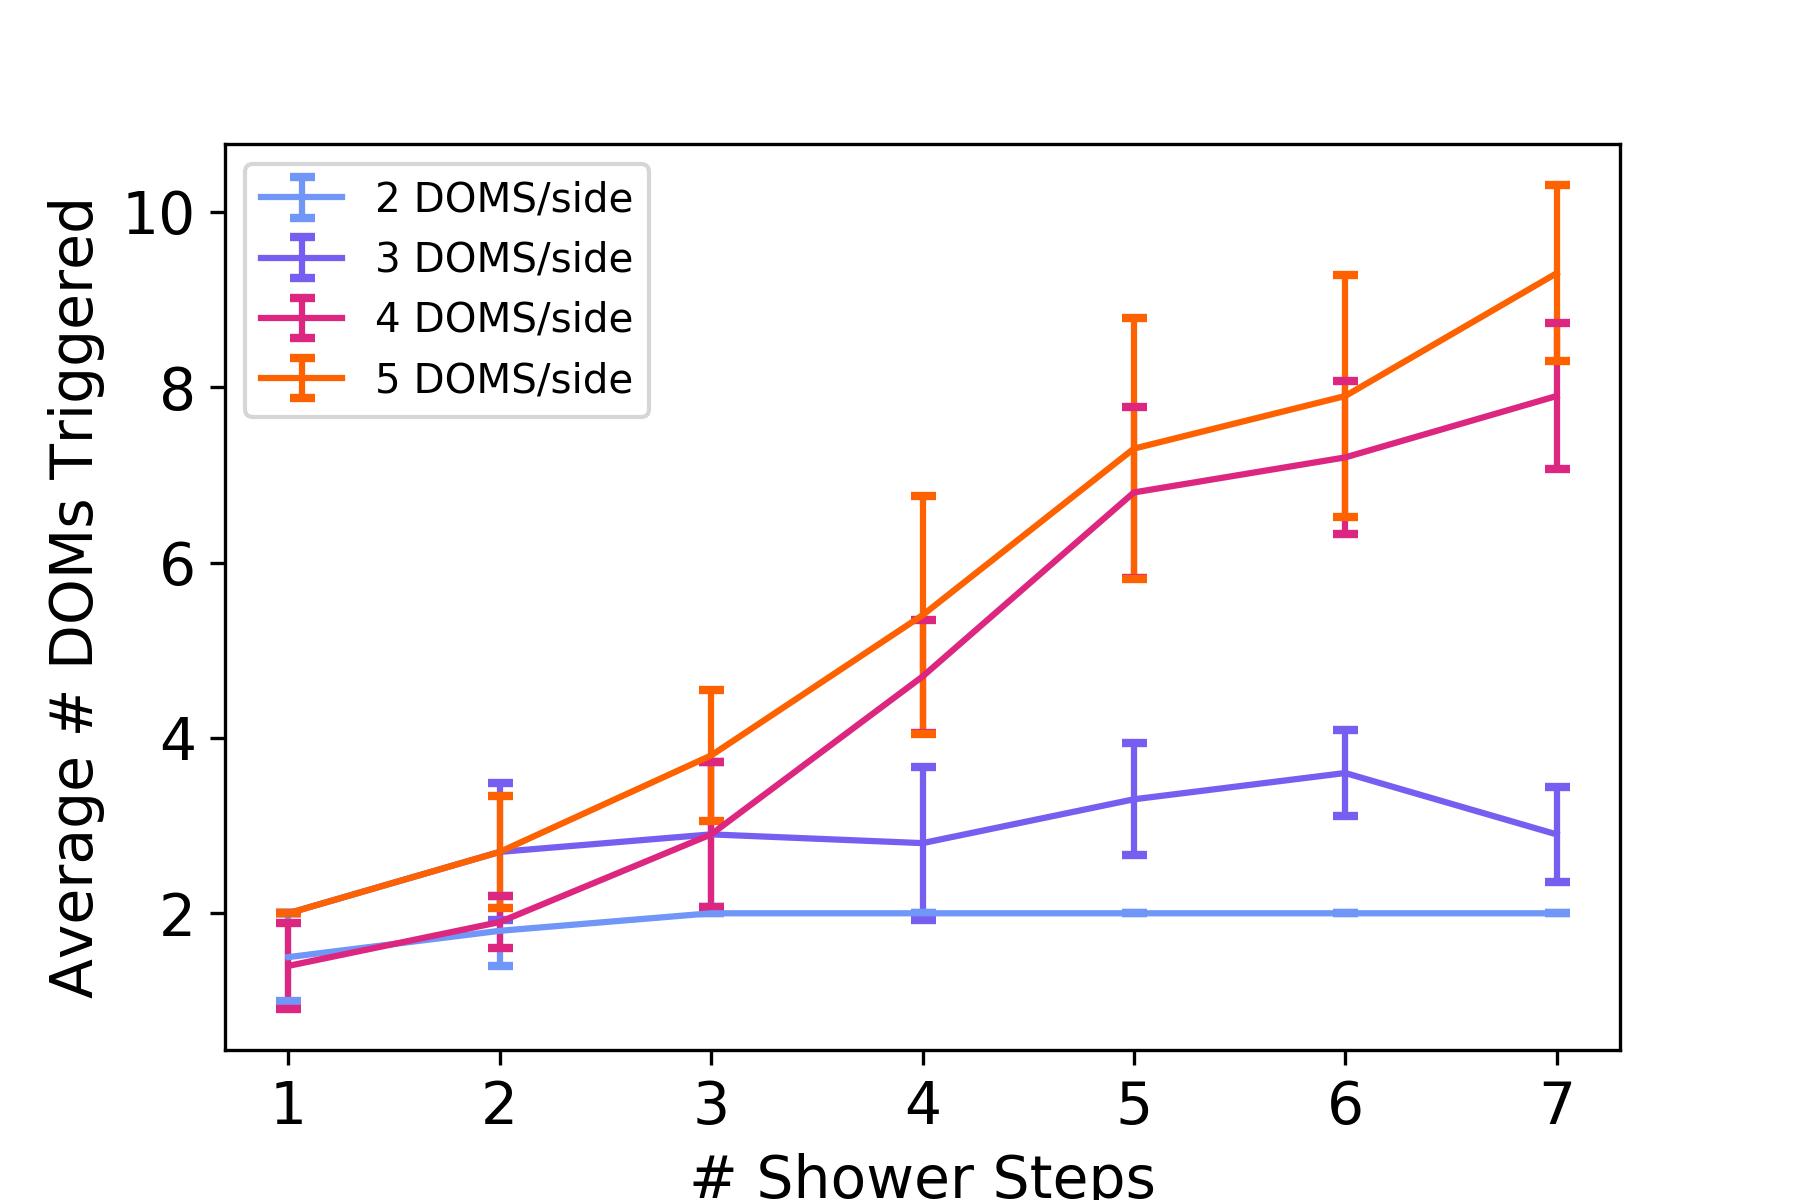 Average # DOMs Triggered
10
8
6
4
2
2 DOMS/side
3 DOMS/side
4 DOMS/side
5 DOMS/side
1 2 3 4 5 6 7
# Shower Steps